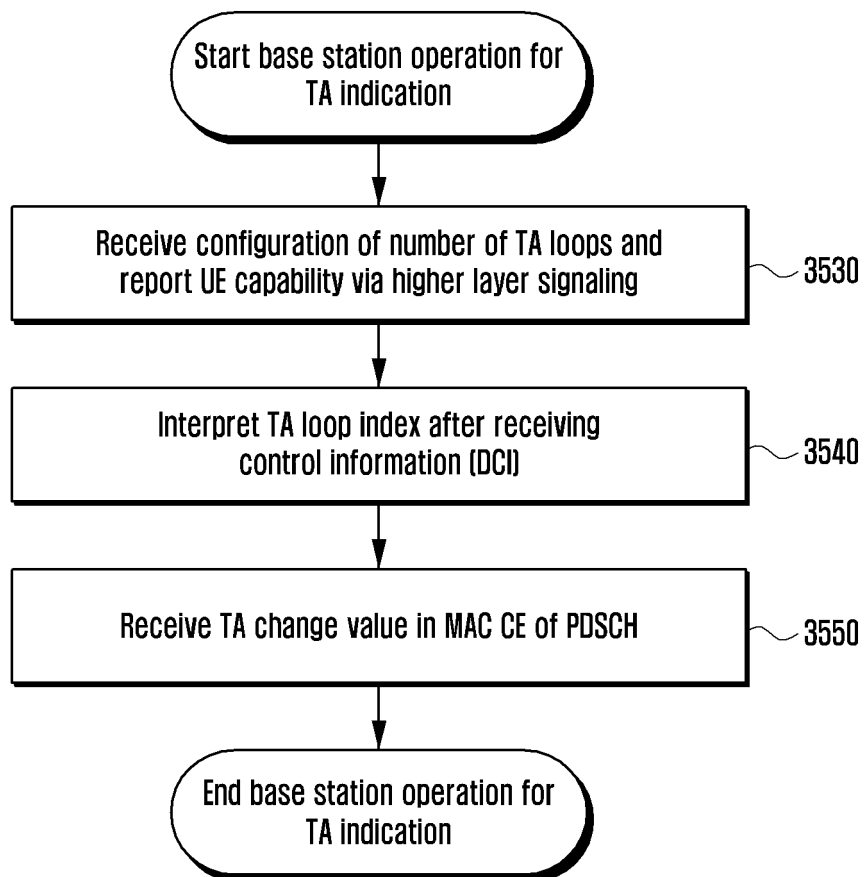 Start base station operation for
TA indication
Receive configuration of number of TA loops and
report UE capability via higher layer signaling
3530
Interpret TA loop index after receiving
control information (DCI)
3540
Receive TA change value in MAC CE of PDSCH
3550
End base station operation for
TA indication